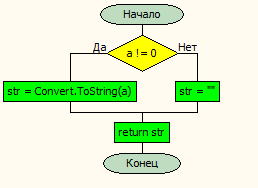 Начало
Да
a != 0
Нет
str = Convert.ToString(a)
str = ""
return str
Конец